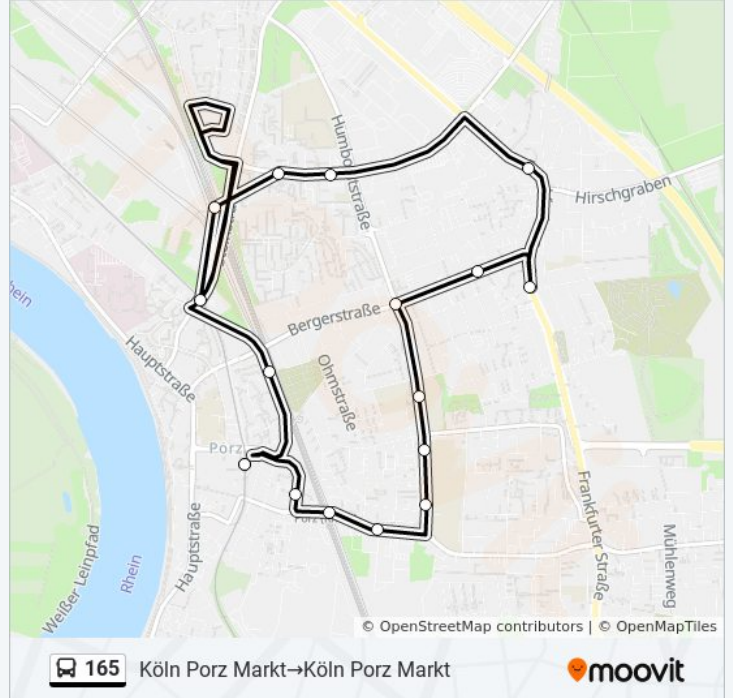 Humboldtstraße
Hirschgraben
Bergerstraße
Hauptstraße
Ohmstraße
Porz
Porz
Hauptstraße
Frankfurter Straße
Mühlenweg
Weißer Leinpfad
Rhein
© OpenStreetMap contributors | © OpenMapTiles
165 Köln Porz Markt→Köln Porz Markt
moovit